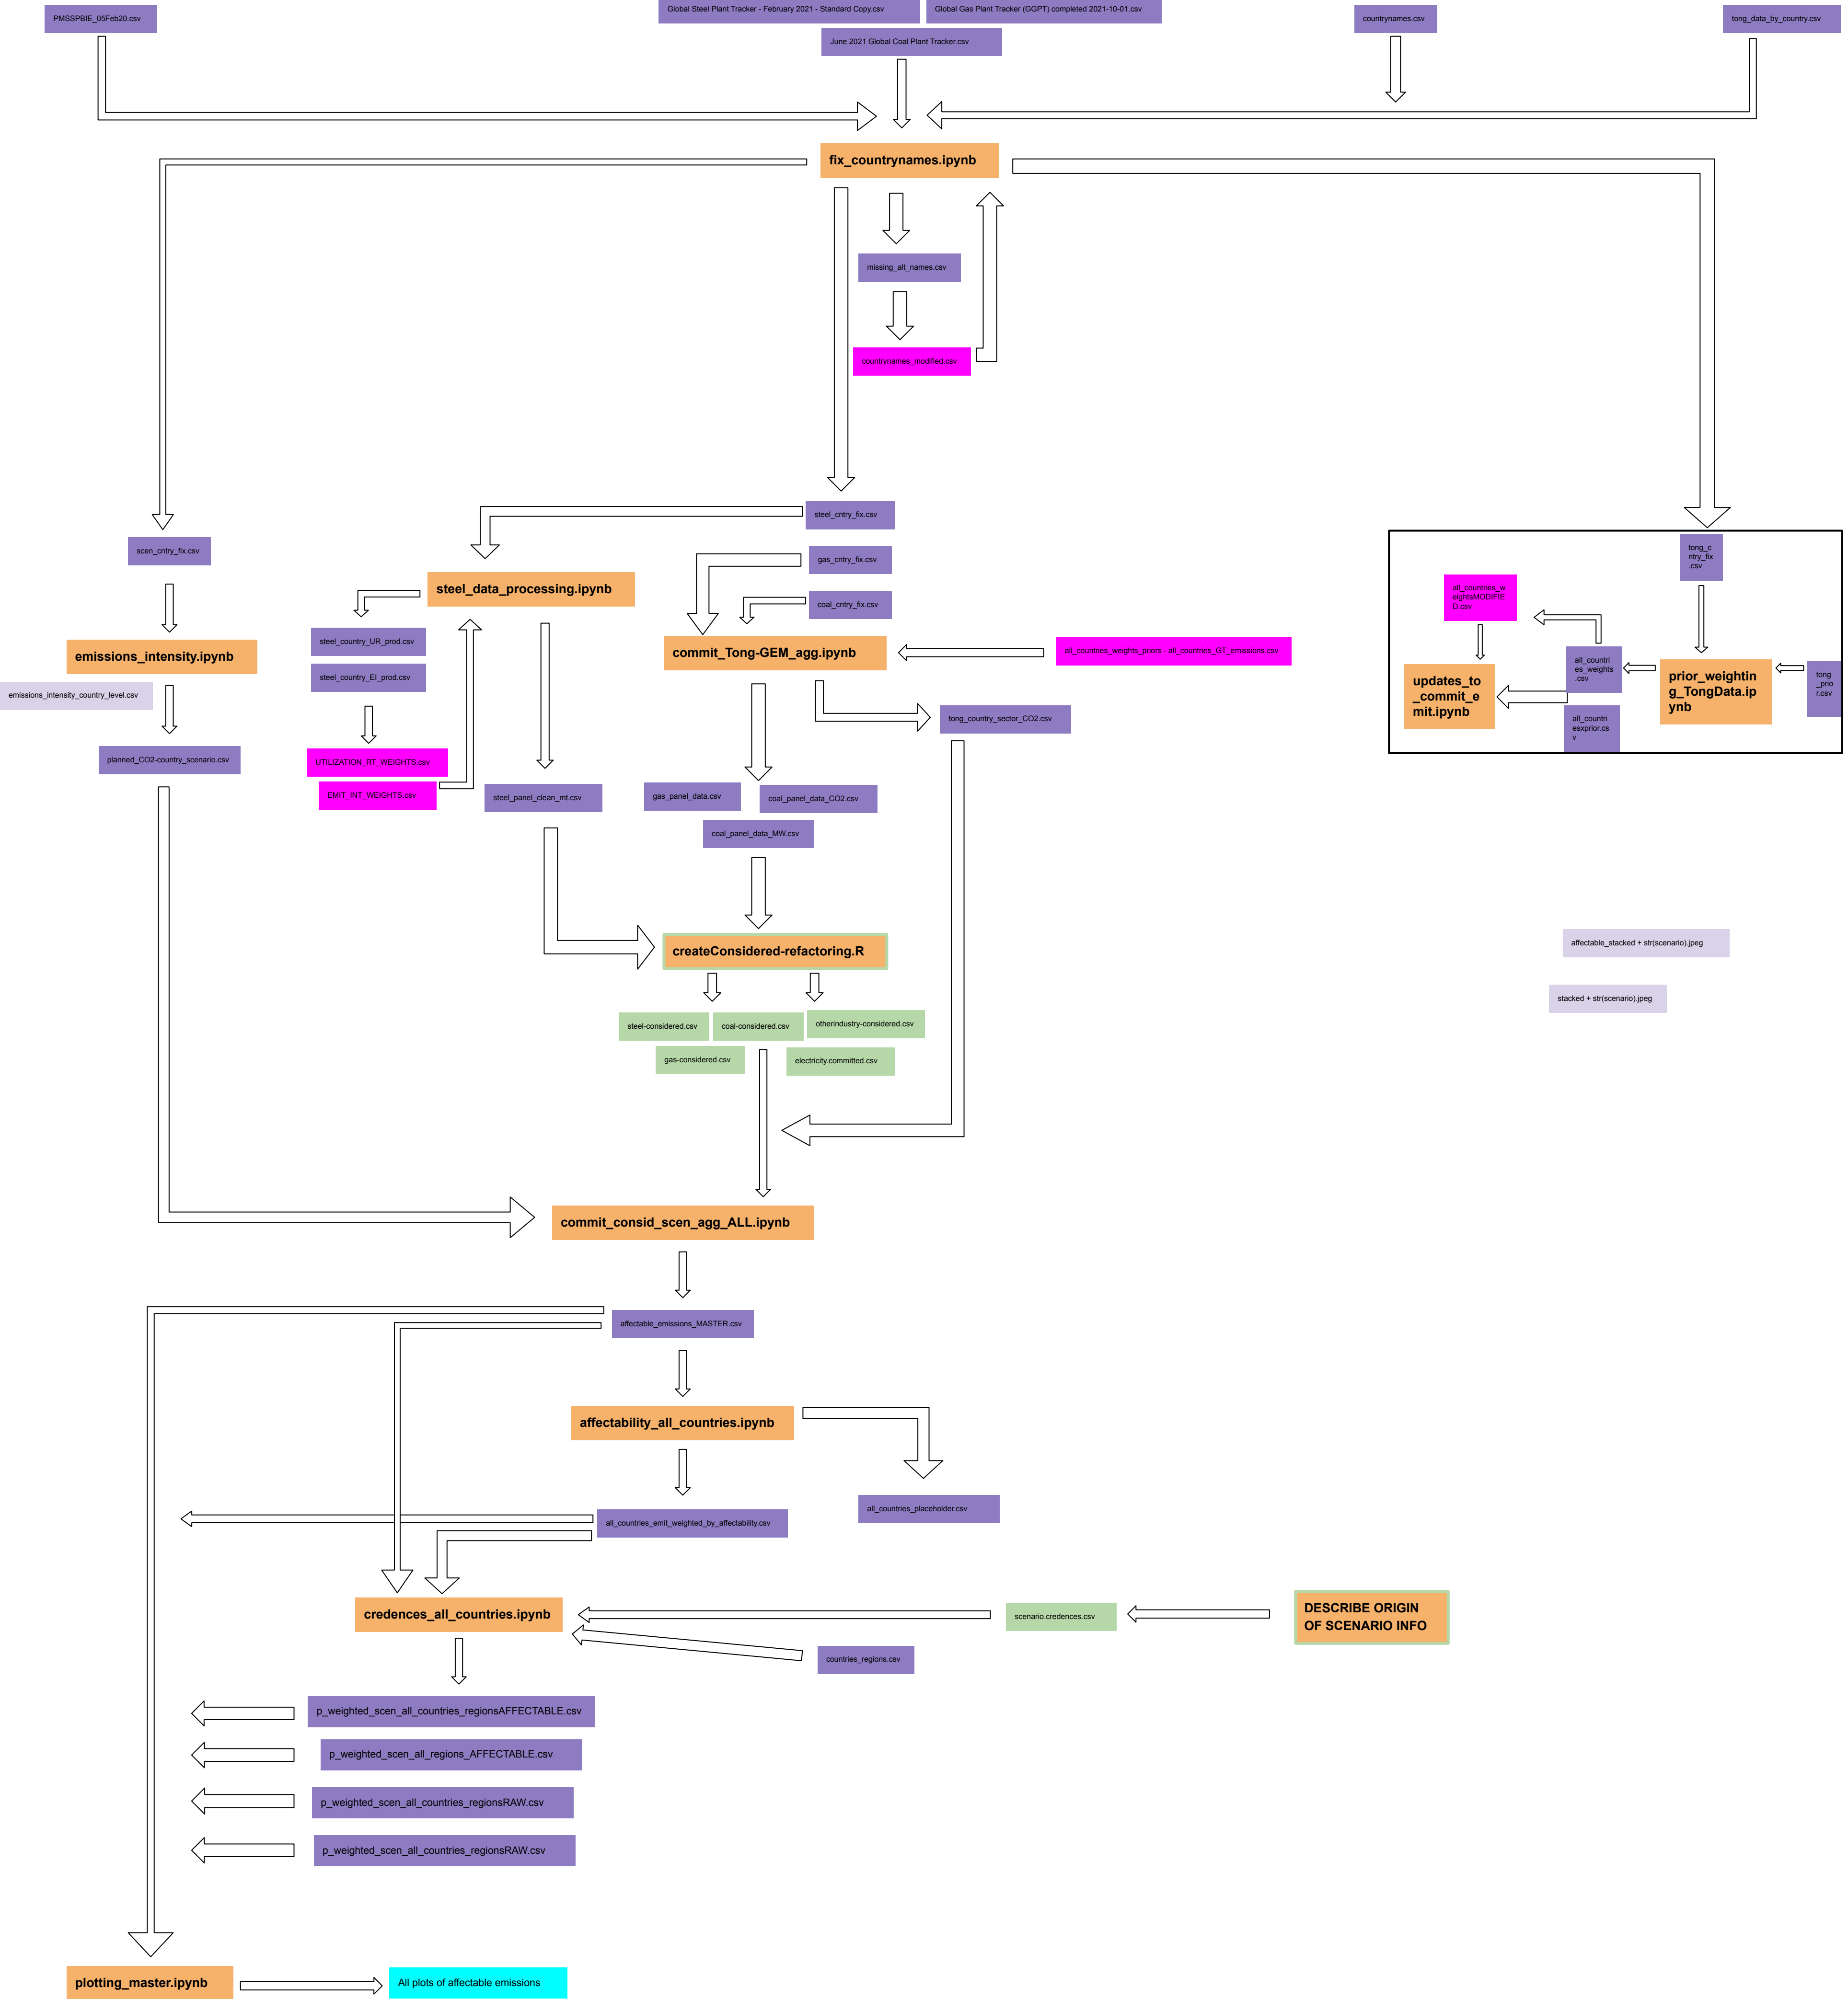 PMSSPBIE_05Feb20.csv
Global Steel Plant Tracker - February 2021 - Standard Copy.csv
Global Gas Plant Tracker (GGPT) completed 2021-10-01.csv
countrynames.csv
tong_data_by_country.csv
June 2021 Global Coal Plant Tracker.csv
fix_countrynames.ipynb
missing_alt_names.csv
countrynames_modified.csv
steel_cntry_fix.csv
scen_cntry_fix.csv
gas_cntry_fix.csv
coal_cntry_fix.csv
steel_data_processing.ipynb
steel_country_UR_prod.csv
steel_country_EI_prod.csv
emissions_intensity.ipynb
emissions_intensity_country_level.csv
planned_CO2-country_scenario.csv
UTILIZATION_RT_WEIGHTS.csv
EMIT_INT_WEIGHTS.csv
steel_panel_clean_mt.csv
commit_Tong-GEM_agg.ipynb
all_countries_weights_priors - all_countries_GT_emissions.csv
tong_country_sector_CO2.csv
gas_panel_data.csv
coal_panel_data_CO2.csv
coal_panel_data_MW.csv
tong_c
ntry_fix
.csv
all_countries_w
eightsMODIFIE
D.csv
all_countri
es_weights
.csv
all_countri
esxprior.cs
v
updates_to
_commit_e
mit.ipynb
prior_weightin
g_TongData.ip
ynb
tong
_prio
r.csv
createConsidered-refactoring.R
affectable_stacked + str(scenario).jpeg
stacked + str(scenario).jpeg
steel-considered.csv
coal-considered.csv
otherindustry-considered.csv
gas-considered.csv
electricity.committed.csv
commit_consid_scen_agg_ALL.ipynb
affectable_emissions_MASTER.csv
affectability_all_countries.ipynb
all_countries_placeholder.csv
all_countries_emit_weighted_by_affectability.csv
credences_all_countries.ipynb
scenario.credences.csv
DESCRIBE ORIGIN
OF SCENARIO INFO
countries_regions.csv
p_weighted_scen_all_countries_regionsAFFECTABLE.csv
p_weighted_scen_all_regions_AFFECTABLE.csv
p_weighted_scen_all_countries_regionsRAW.csv
p_weighted_scen_all_countries_regionsRAW.csv
plotting_master.ipynb
All plots of affectable emissions